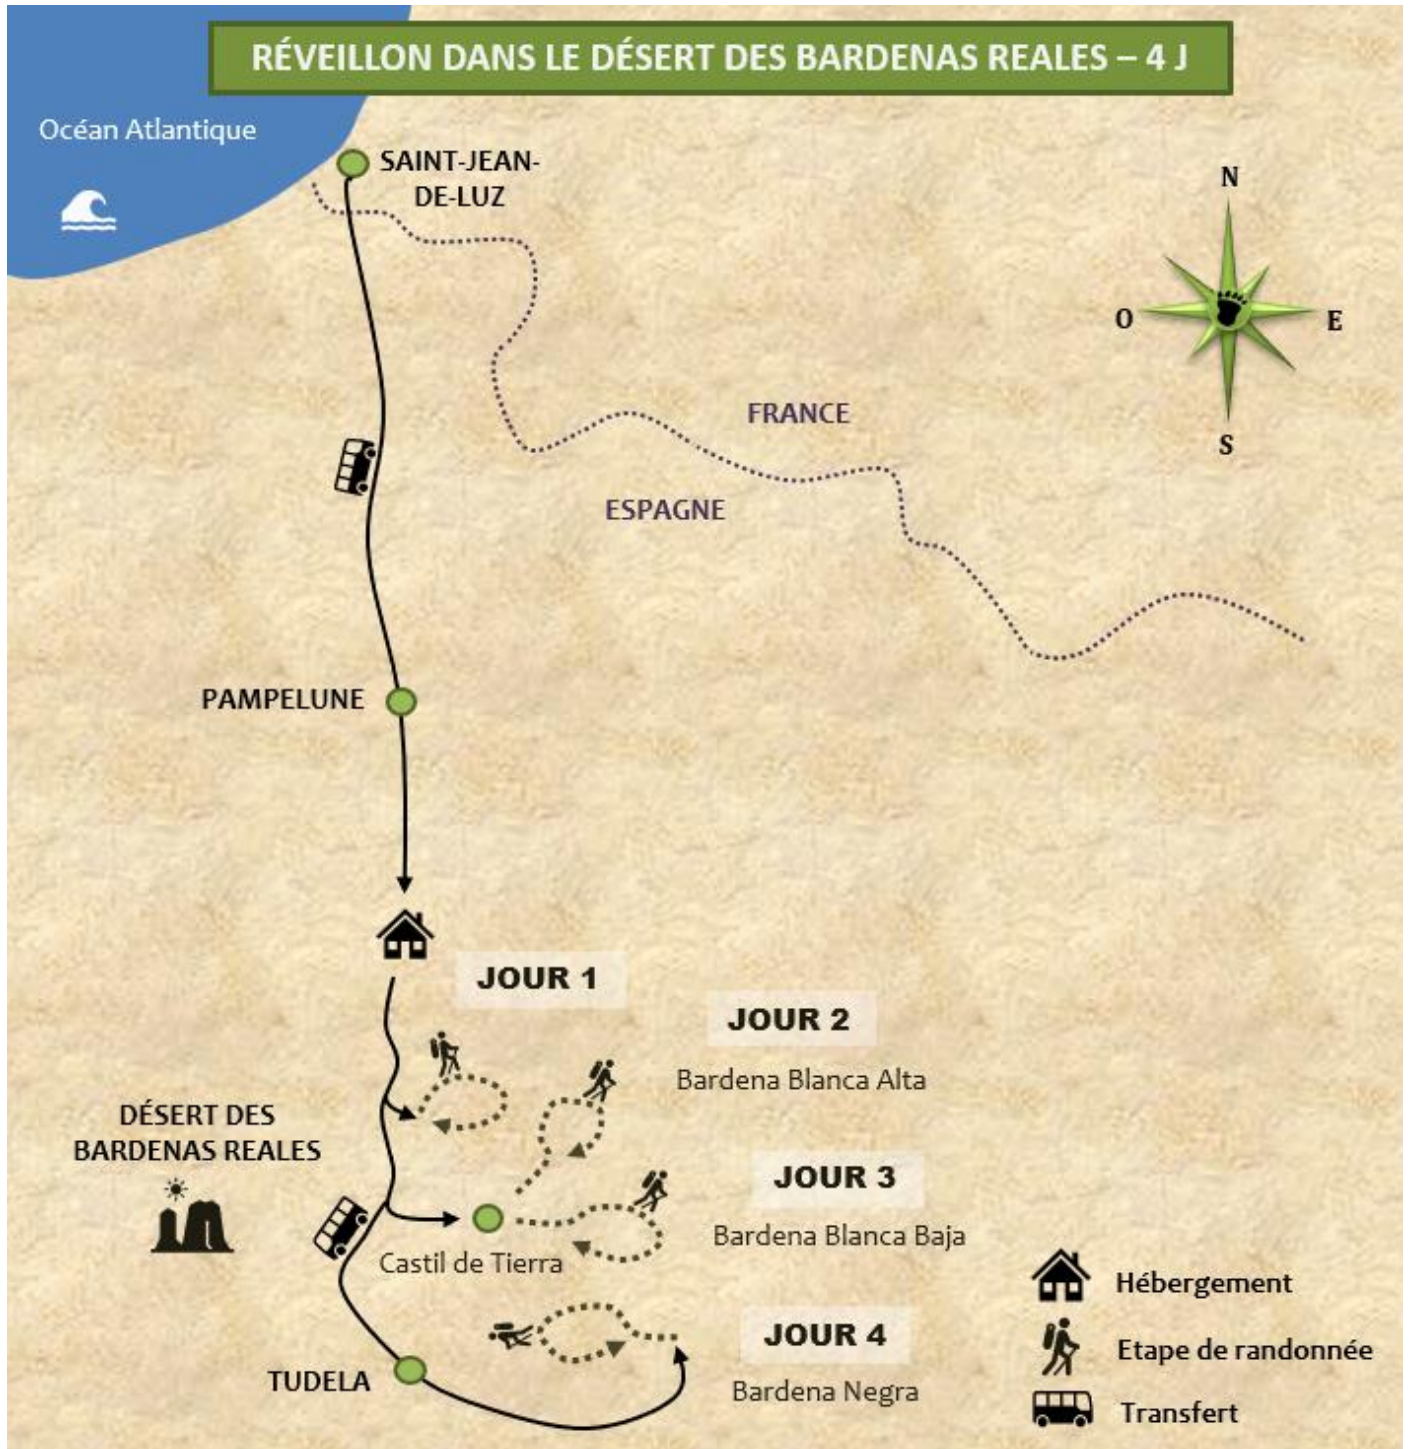 RÉVEILLON DANS LE DÉSERT DES BARDENAS REALES – 4 J
Océan Atlantique
SAINT-JEAN-
DE-LUZ
N
O
E
S
FRANCE
ESPAGNE
PAMPELUNE
JOUR 1
JOUR 2
Bardena Blanca Alta
DÉSERT DES
BARDENAS REALES
JOUR 3
Bardena Blanca Baja
Castil de Tierra
Hébergement
JOUR 4
Etape de randonnée
TUDELA
Bardena Negra
Transfert